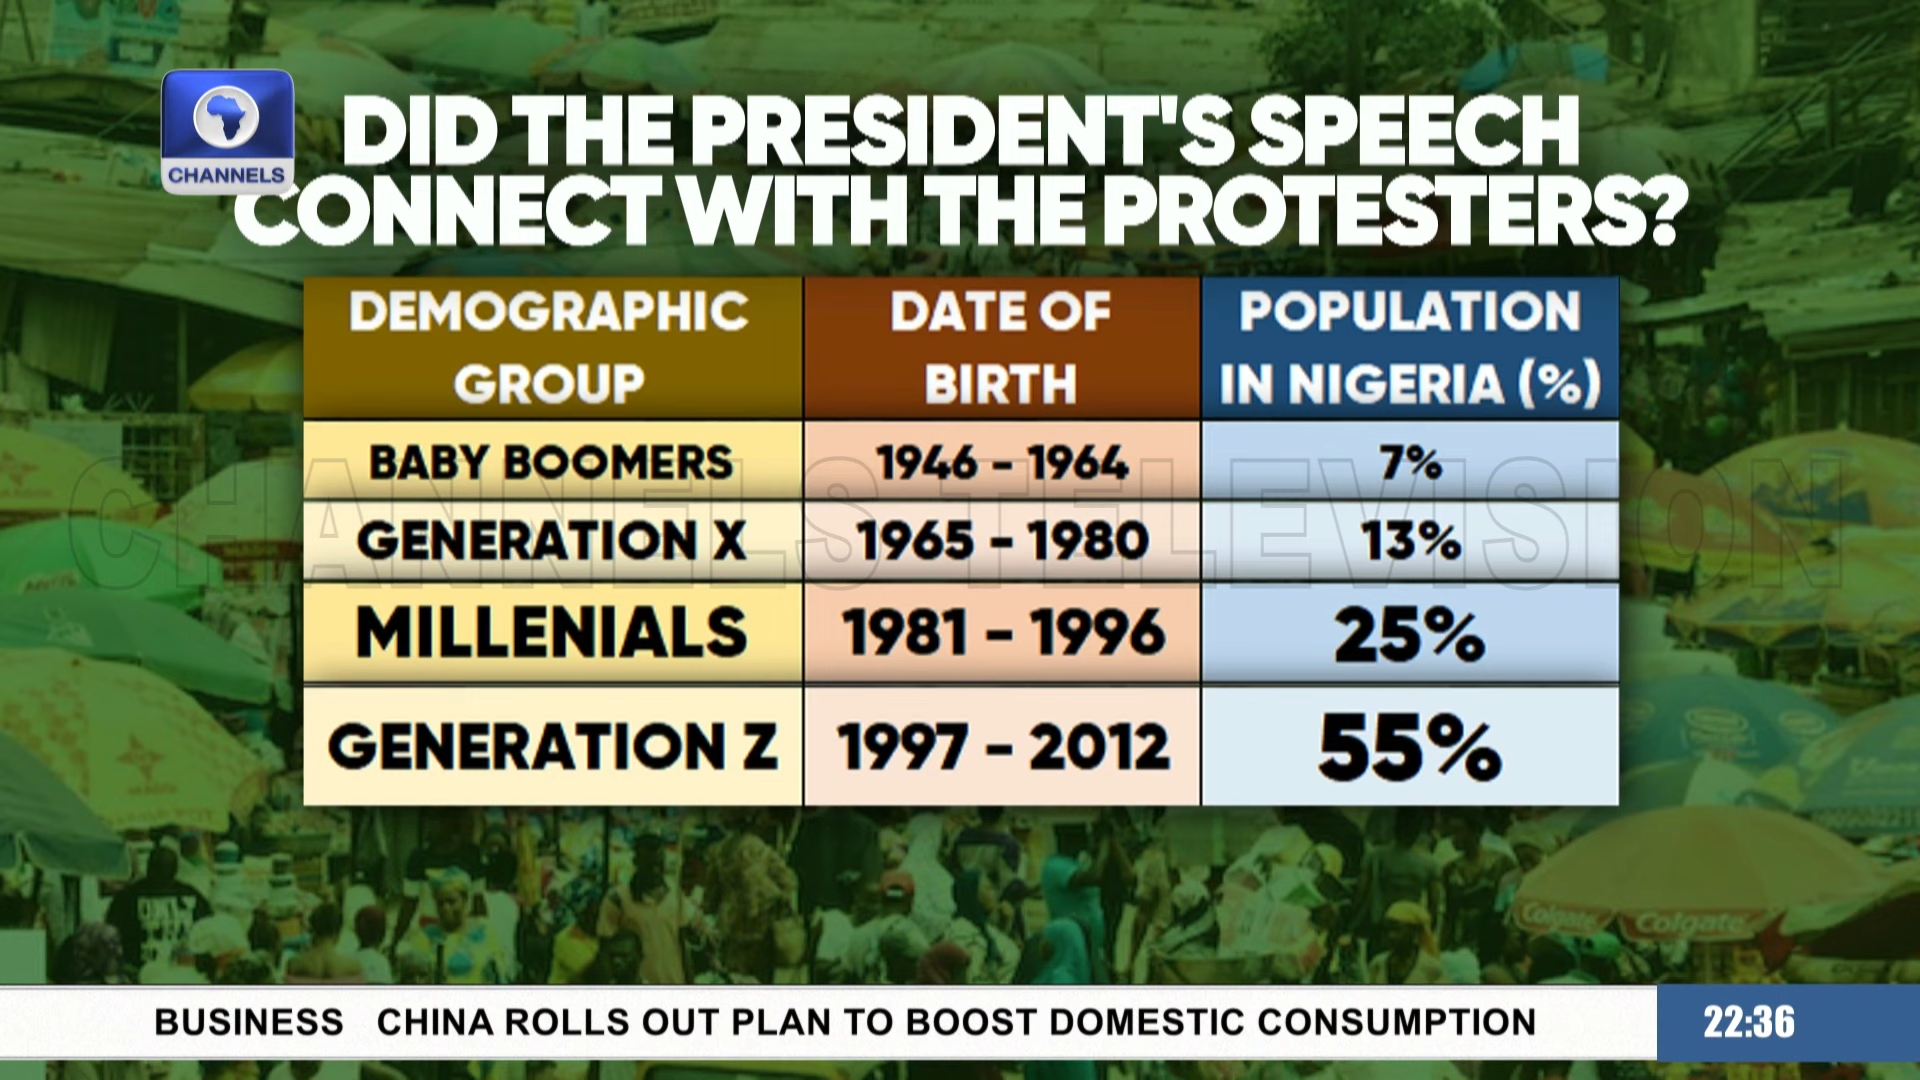 CHANNELS
DID THE PRESIDENT'S SPEECH
CONNECT WITH THE PROTESTERS?
DEMOGRAPHIC GROUP
DATE OF BIRTH
POPULATION IN NIGERIA (%)
BABY BOOMERS 1946 - 1964 7%
GENERATION X 1965 - 1980 13%
MILLENIALS 1981 - 1996 25%
GENERATION Z 1997 - 2012 55%
CHANNELS TELEVISION
Colgate Colgate
BUSINESS CHINA ROLLS OUT PLAN TO BOOST DOMESTIC CONSUMPTION
22:36